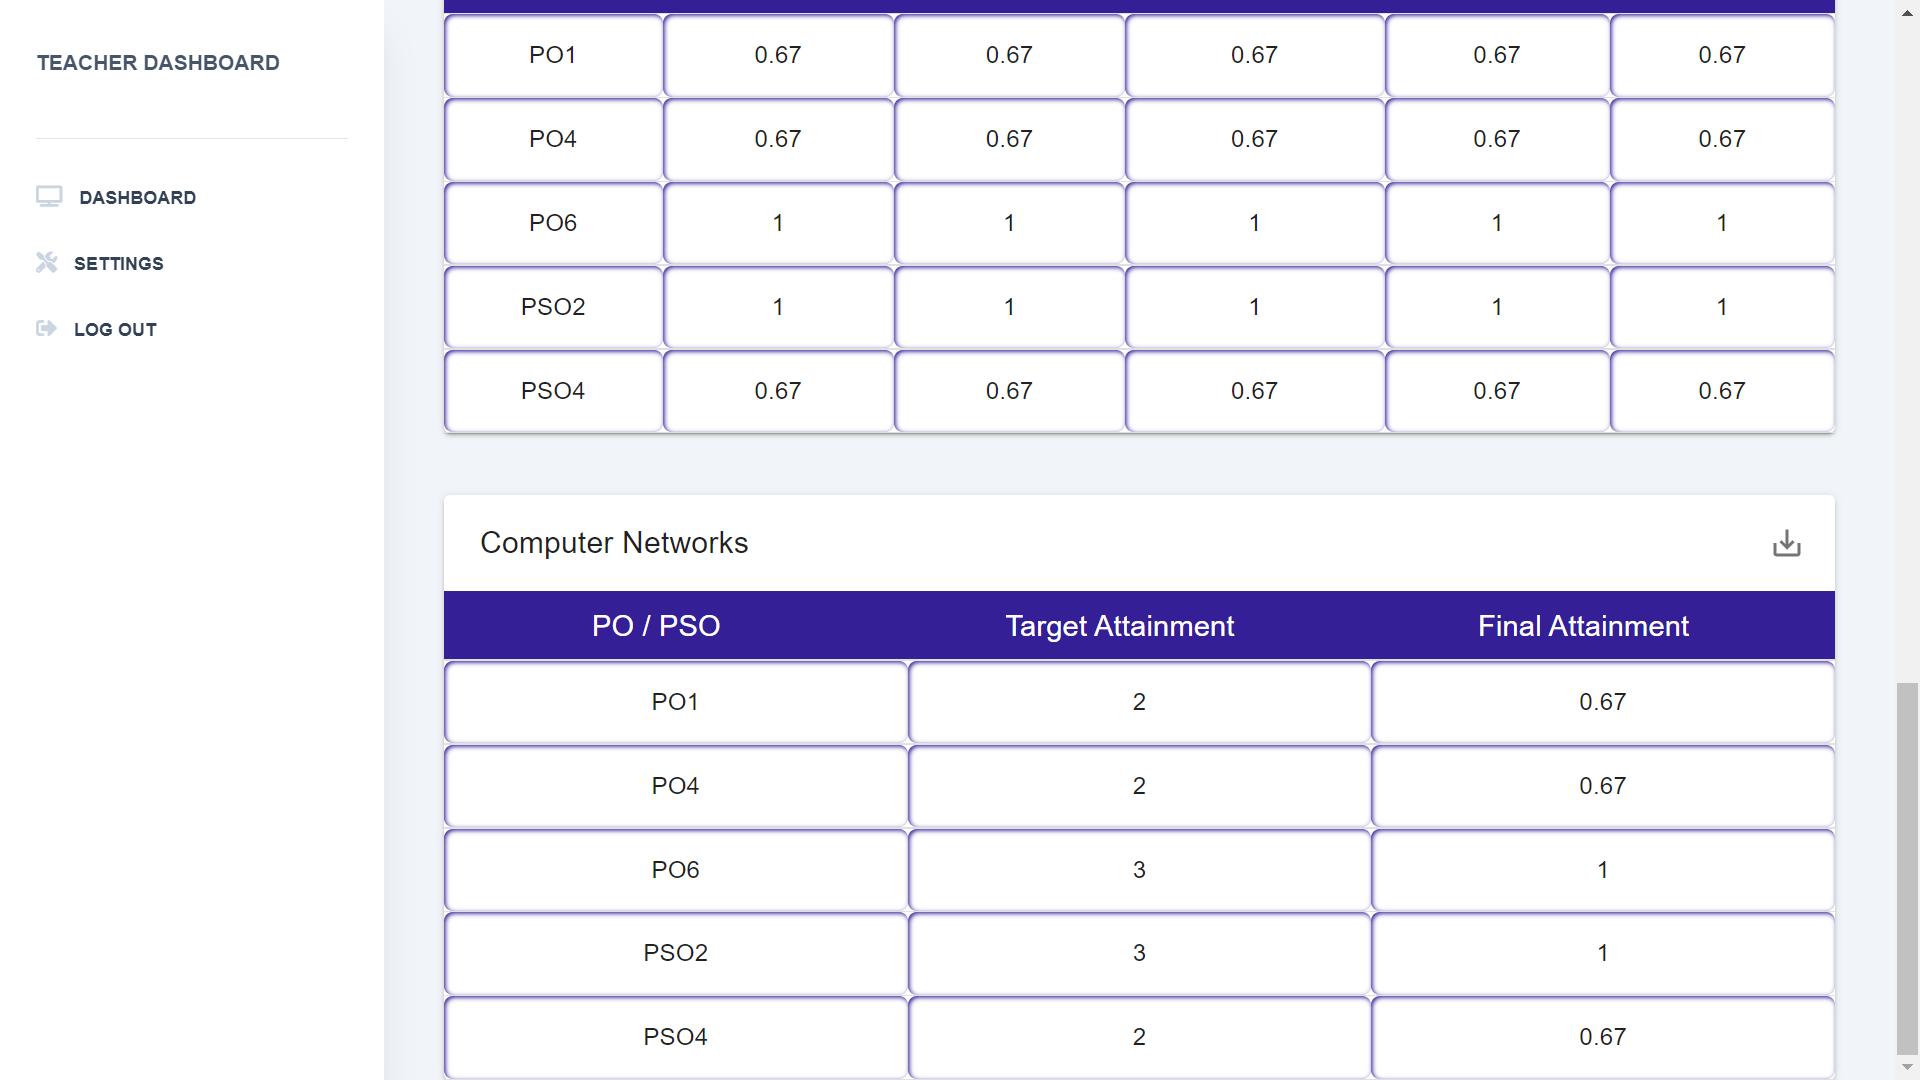 TEACHER DASHBOARD
DASHBOARD
SETTINGS
LOG OUT
PO1 0.67 0.67 0.67 0.67 0.67
PO4 0.67 0.67 0.67 0.67 0.67
PO6 1 1 1 1 1
PSO2 1 1 1 1 1
PSO4 0.67 0.67 0.67 0.67 0.67
Computer Networks
PO / PSO Target Attainment Final Attainment
PO1 2 0.67
PO4 2 0.67
PO6 3 1
PSO2 3 1
PSO4 2 0.67